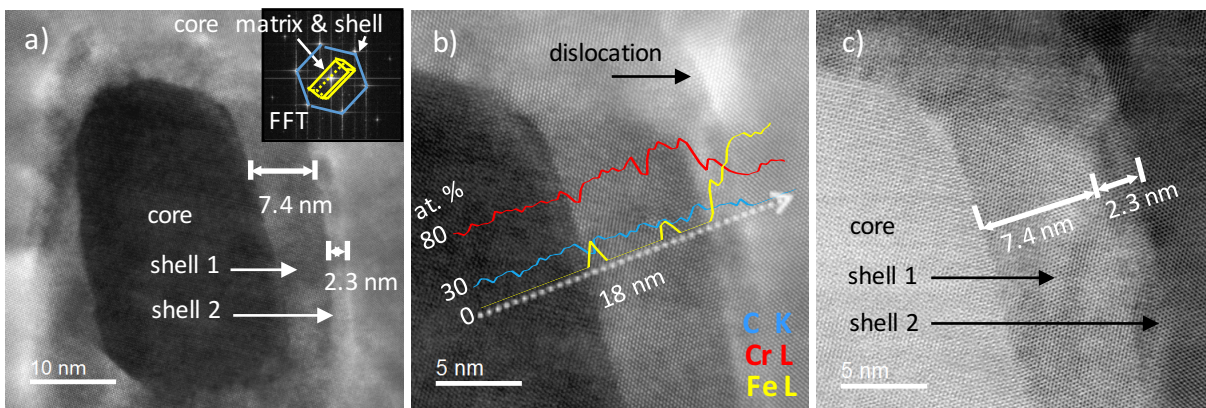 a)
core matrix & shell
FFT
7.4 nm
core
shell 1
2.3 nm
shell 2
10 nm
b)
dislocation
at. %
80
30
0
18 nm
C K
Cr L
Fe L
5 nm
c)
2.3 nm
7.4 nm
core
shell 1
shell 2
5 nm